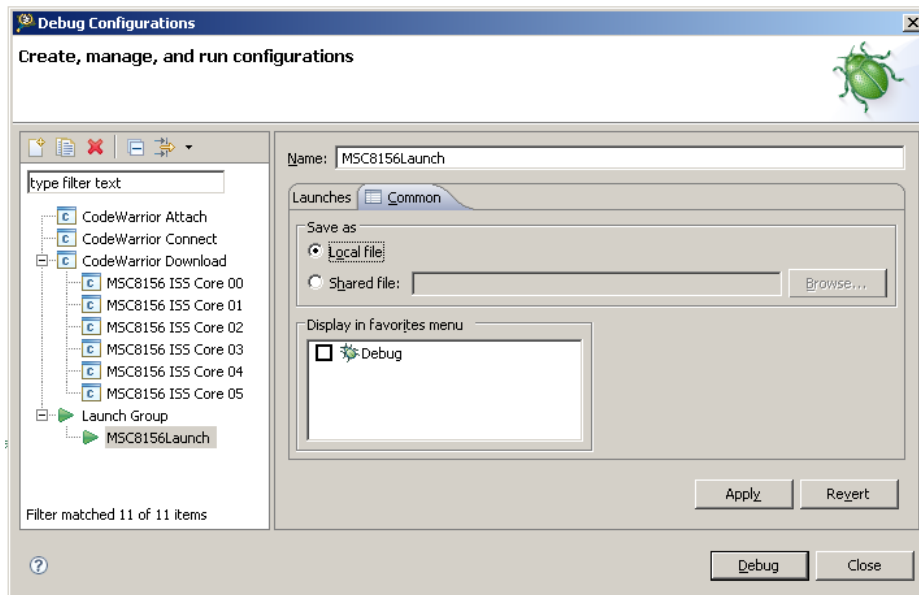 Debug Configurations
Create, manage, and run configurations
Name: MSC8156Launch
type filter text
Launches Common
CodeWarrior Attach
CodeWarrior Connect
CodeWarrior Download
MSC8156 ISS Core 00
MSC8156 ISS Core 01
MSC8156 ISS Core 02
MSC8156 ISS Core 03
MSC8156 ISS Core 04
MSC8156 ISS Core 05
Launch Group
MSC8156Launch
Filter matched 11 of 11 items
Save as
Local file
Shared file: Browse...
Display in favorites menu
Debug
Apply Revert
Debug Close